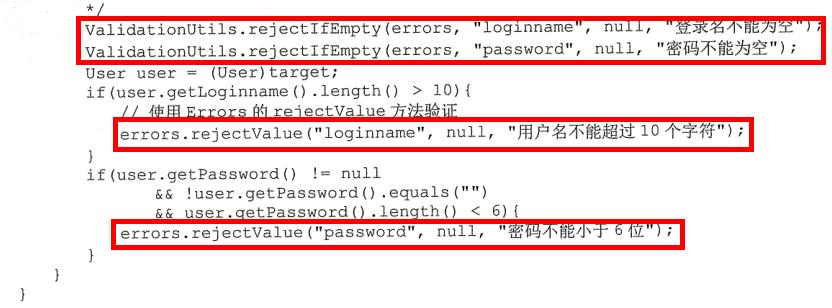 */
ValidationUtils.rejectIfEmpty(errors, "loginname", null, "登录名不能为空");
ValidationUtils.rejectIfEmpty(errors, "password", null, "密码不能为空");
User user = (User)target;
if(user.getLoginname().length() > 10){
// 使用 Errors 的 rejectValue 方法验证
errors.rejectValue("loginname", null, "用户名不能超过 10 个字符");
}
if(user.getPassword() != null
&& !user.getPassword().equals("")
&& user.getPassword().length() < 6){
errors.rejectValue("password", null, "密码不能小于 6 位");
}
}
}